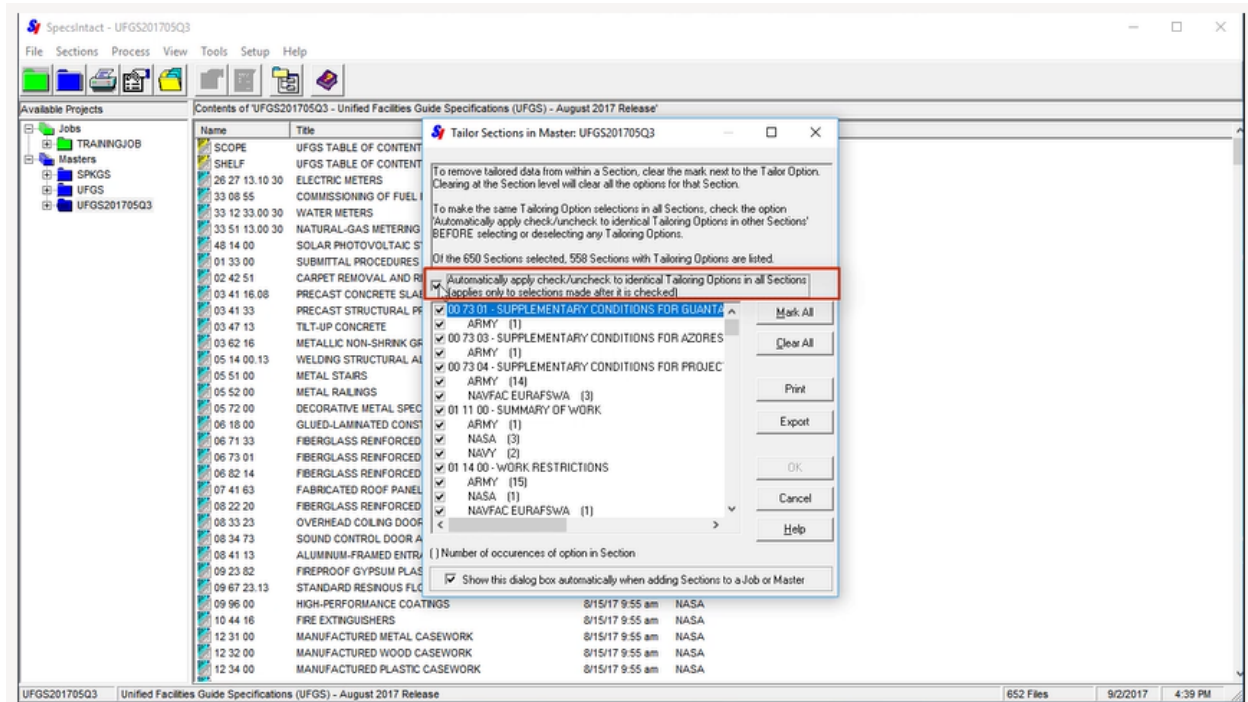 SpecsIntact - UFGS201705Q3
File Sections Process View Tools Setup Help
Available Projects
Contents of 'UFGS201705Q3 - Unified Facilities Guide Specifications (UFGS) - August 2017 Release'
Jobs
TRAININGJOB
Masters
SPKGS
UFGS
UFGS201705Q3
Name Title
SCOPE UFGS TABLE OF CONTENT
SHELF UFGS TABLE OF CONTENT
26 27 13.10 30 ELECTRIC METERS
33 08 55 COMMISSIONING OF FUEL
33 12 33.00 30 WATER METERS
33 51 13.00 30 NATURAL-GAS METERING
48 14 00 SOLAR PHOTOVOLTAIC S
01 33 00 SUBMITTAL PROCEDURES
02 42 51 CARPET REMOVAL AND R
03 41 16.08 PRECAST CONCRETE SLA
03 41 33 PRECAST STRUCTURAL P
03 47 13 TILT-UP CONCRETE
03 62 16 METALLIC NON-SHRINK GR
05 14 00.13 WELDING STRUCTURAL AL
05 51 00 METAL STAIRS
05 52 00 METAL RAILINGS
05 72 00 DECORATIVE METAL SPEC
06 18 00 GLUED-LAMINATED CONST
06 71 33 FIBERGLASS REINFORCED
06 73 01 FIBERGLASS REINFORCED
06 82 14 FIBERGLASS REINFORCED
07 41 63 FABRICATED ROOF PANEL
08 22 20 FIBERGLASS REINFORCED
08 33 23 OVERHEAD COILING DOOR
08 34 73 SOUND CONTROL DOOR A
08 41 13 ALUMINUM-FRAMED ENTRA
09 23 82 FIREPROOF GYPSUM PLAS
09 67 23.13 STANDARD RESINOUS FLO
09 96 00 HIGH-PERFORMANCE COATINGS 8/15/17 9:55 am NASA
10 44 16 FIRE EXTINGUISHERS 8/15/17 9:55 am NASA
12 31 00 MANUFACTURED METAL CASEWORK 8/15/17 9:55 am NASA
12 32 00 MANUFACTURED WOOD CASEWORK 8/15/17 9:55 am NASA
12 34 00 MANUFACTURED PLASTIC CASEWORK 8/15/17 9:55 am NASA
Tailor Sections in Master: UFGS201705Q3
To remove tailored data from within a Section, clear the mark next to the Tailor Option.
Clearing at the Section level will clear all the options for that Section.
To make the same Tailoring Option selections in all Sections, check the option
'Automatically apply check/uncheck to identical Tailoring Options in other Sections'
BEFORE selecting or deselecting any Tailoring Options.
Of the 650 Sections selected, 558 Sections with Tailoring Options are listed.
Automatically apply check/uncheck to identical Tailoring Options in all Sections
(applies only to selections made after it is checked)
00 73 01 - SUPPLEMENTARY CONDITIONS FOR GUANTA
ARMY (1)
00 73 03 - SUPPLEMENTARY CONDITIONS FOR AZORES
ARMY (1)
00 73 04 - SUPPLEMENTARY CONDITIONS FOR PROJEC
ARMY (14)
NAVFAC EURAFSWA (3)
01 11 00 - SUMMARY OF WORK
ARMY (1)
NASA (3)
NAVY (2)
01 14 00 - WORK RESTRICTIONS
ARMY (15)
NASA (1)
NAVFAC EURAFSWA (1)
Mark All
Clear All
Print
Export
OK
Cancel
Help
( ) Number of occurences of option in Section
Show this dialog box automatically when adding Sections to a Job or Master
UFGS201705Q3 Unified Facilities Guide Specifications (UFGS) - August 2017 Release 652 Files 9/2/2017 4:39 PM